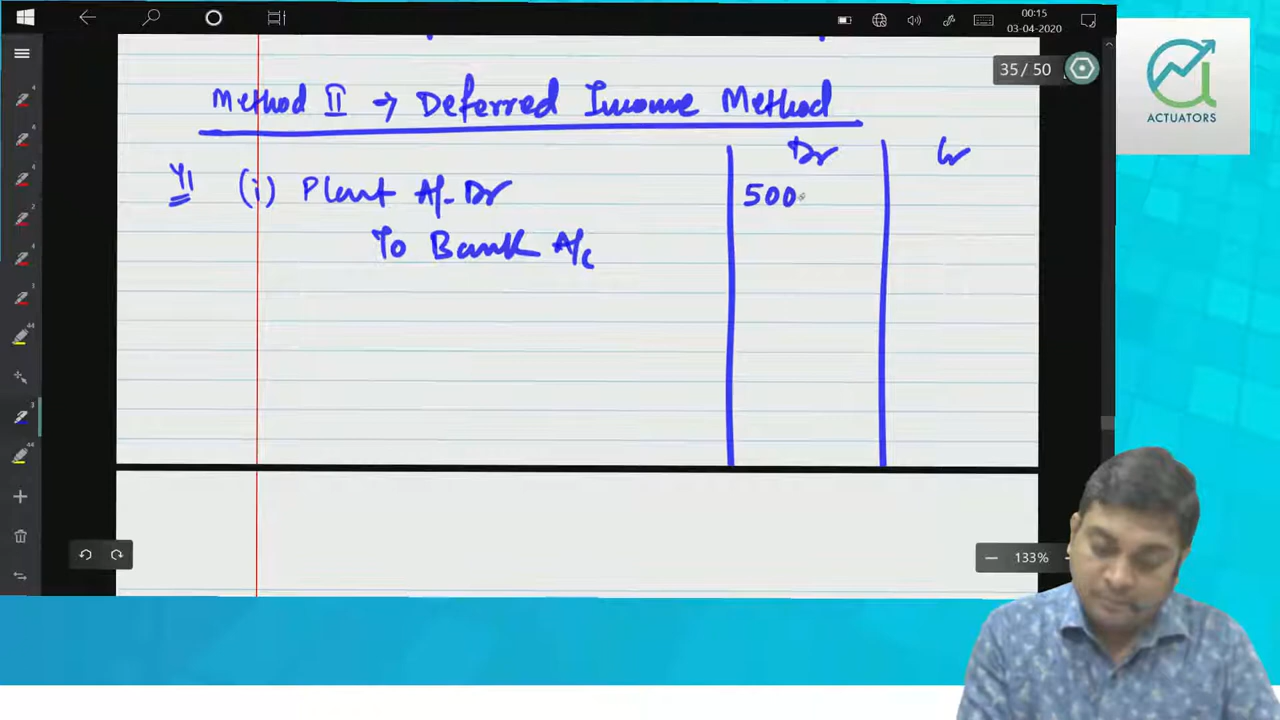 00:15
03-04-2020
35 / 50
ACTUATORS
Method II → Deferred Income Method
Dr Cr
Y1 (i) Plant A/c Dr 500
To Bank A/c
133%